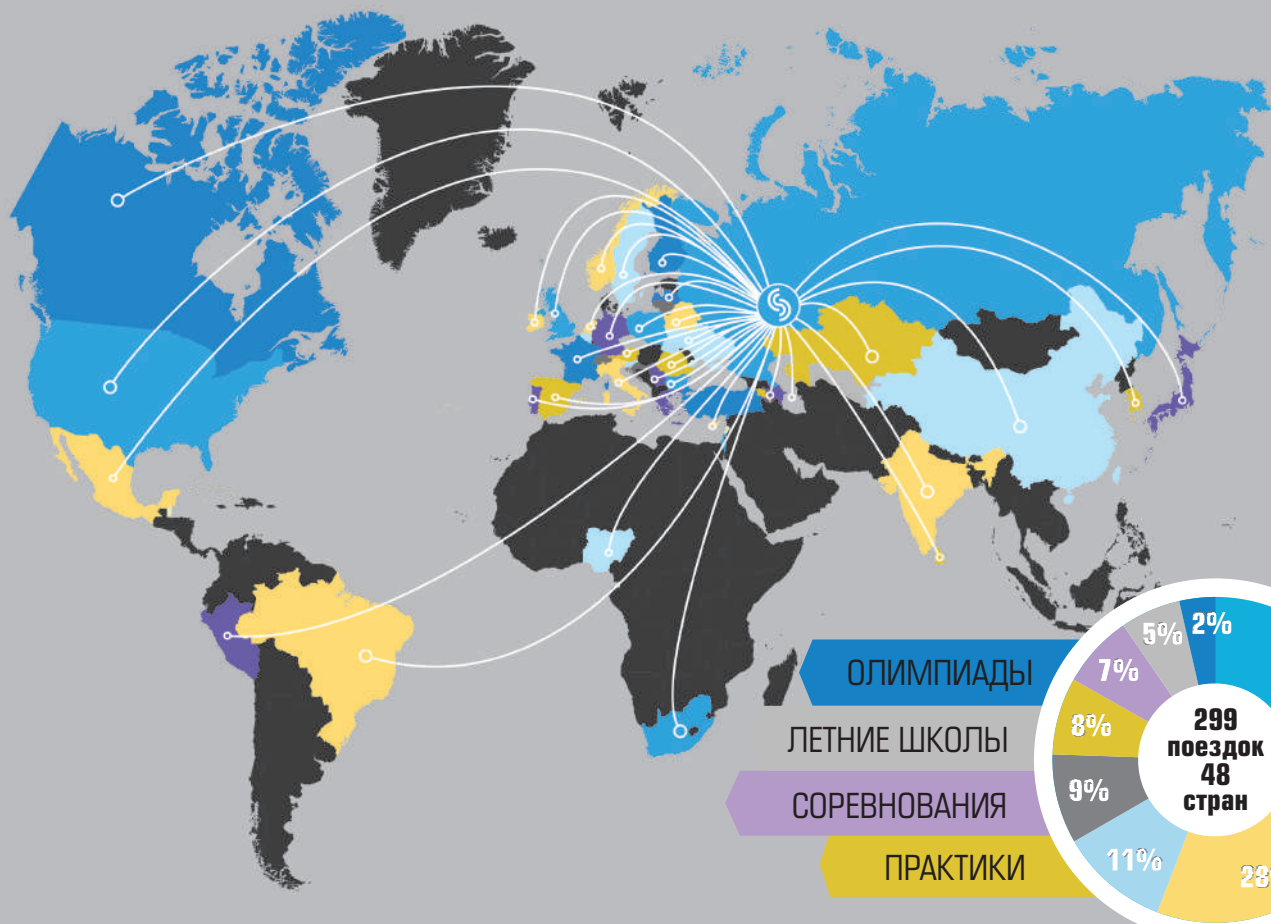 ОЛИМПИАДЫ
ЛЕТНИЕ ШКОЛЫ
СОРЕВНОВАНИЯ
ПРАКТИКИ
5%
2%
7%
8%
9%
11%
299
поездок
48
стран